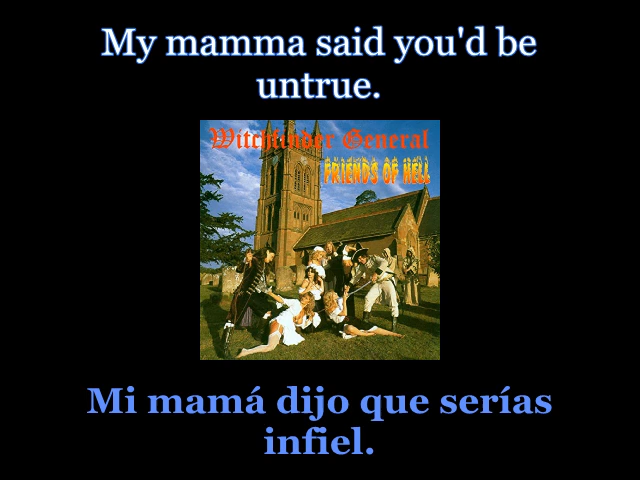 My mamma said you'd be
untrue.
Witchfinder General
FRIENDS OF HELL
Mi mamá dijo que serías
infiel.